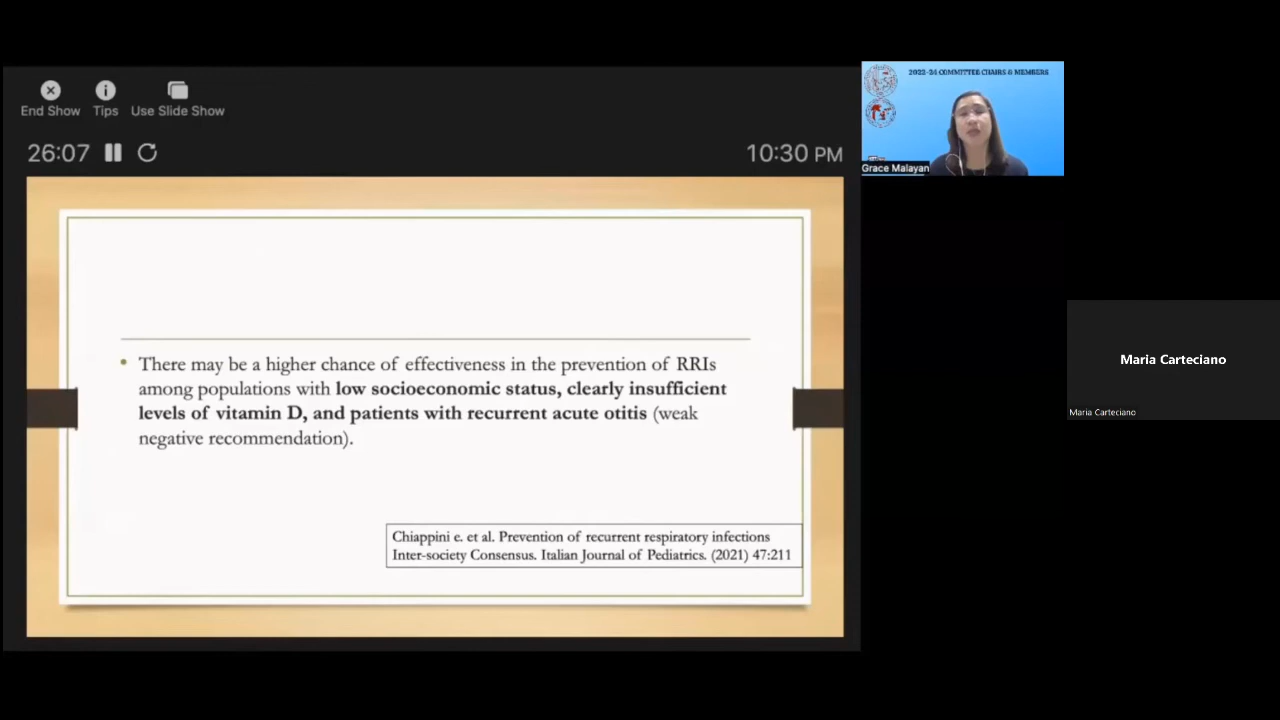 End Show Tips Use Slide Show
26:07 10:30 PM
2022-24 COMMITTEE CHAIRS & MEMBERS
Grace Malayan
• There may be a higher chance of effectiveness in the prevention of RRIs
among populations with low socioeconomic status, clearly insufficient
levels of vitamin D, and patients with recurrent acute otitis (weak
negative recommendation).
Chiappini e. et al. Prevention of recurrent respiratory infections
Inter-society Consensus. Italian Journal of Pediatrics. (2021) 47:211
Maria Carteciano
Maria Carteciano